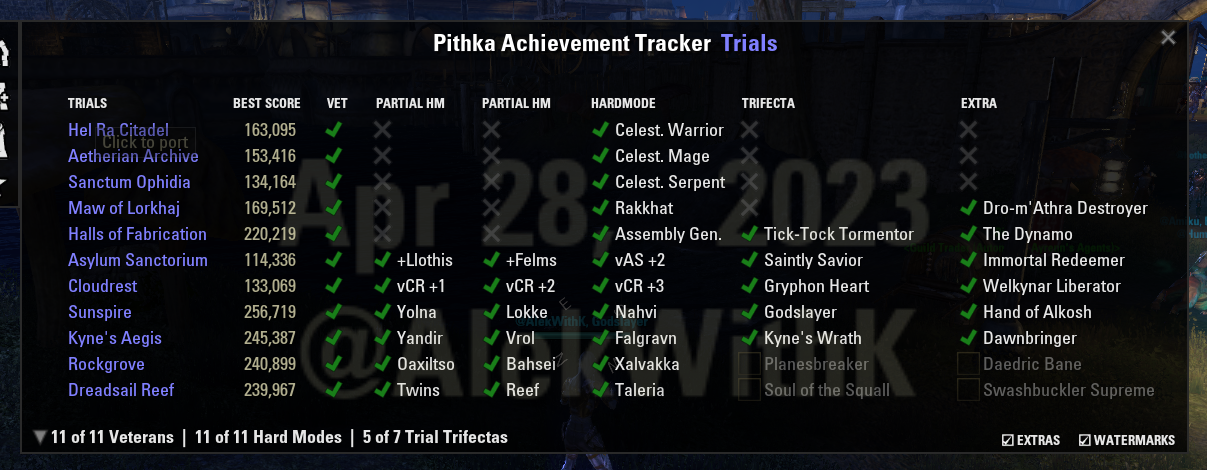 Pithka Achievement Tracker Trials
TRIALS BEST SCORE VET PARTIAL HM PARTIAL HM HARDMODE TRIFECTA EXTRA
Hel Ra Citadel 163,095 Celest. Warrior
Click to port
Aetherian Archive 153,416 Celest. Mage
Sanctum Ophidia 134,164 Celest. Serpent
Apr 28, 2023
Maw of Lorkhaj 169,512 Rakkhat Dro-m'Athra Destroyer
Halls of Fabrication 220,219 Assembly Gen. Tick-Tock Tormentor The Dynamo
Asylum Sanctorium 114,336 +Llothis +Felms vAS +2 Saintly Savior Immortal Redeemer
Cloudrest 133,069 vCR +1 vCR +2 vCR +3 Gryphon Heart Welkynar Liberator
Sunspire 256,719 Yolna Lokke Nahvi Godslayer Hand of Alkosh
@AlexWithK, Godslayer
Kyne's Aegis 245,387 Yandir Vrol Falgravn Kyne's Wrath Dawnbringer
@AlexWithK
Rockgrove 240,899 Oaxiltso Bahsei Xalvakka Planesbreaker Daedric Bane
Dreadsail Reef 239,967 Twins Reef Taleria Soul of the Squall Swashbuckler Supreme
11 of 11 Veterans | 11 of 11 Hard Modes | 5 of 7 Trial Trifectas
EXTRAS WATERMARKS